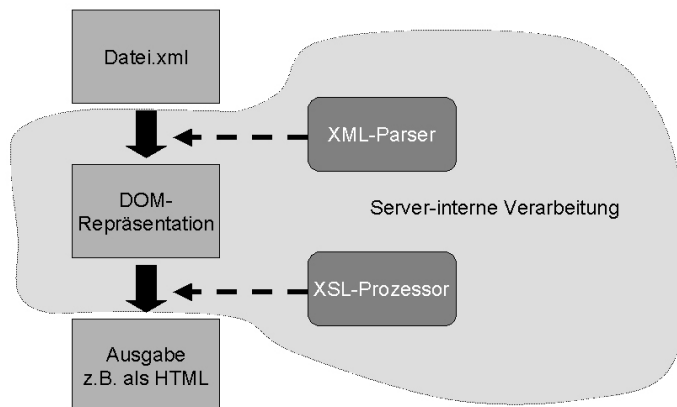 Datei.xml
XML-Parser
DOM-
Repräsentation
Server-interne Verarbeitung
XSL-Prozessor
Ausgabe
z.B. als HTML